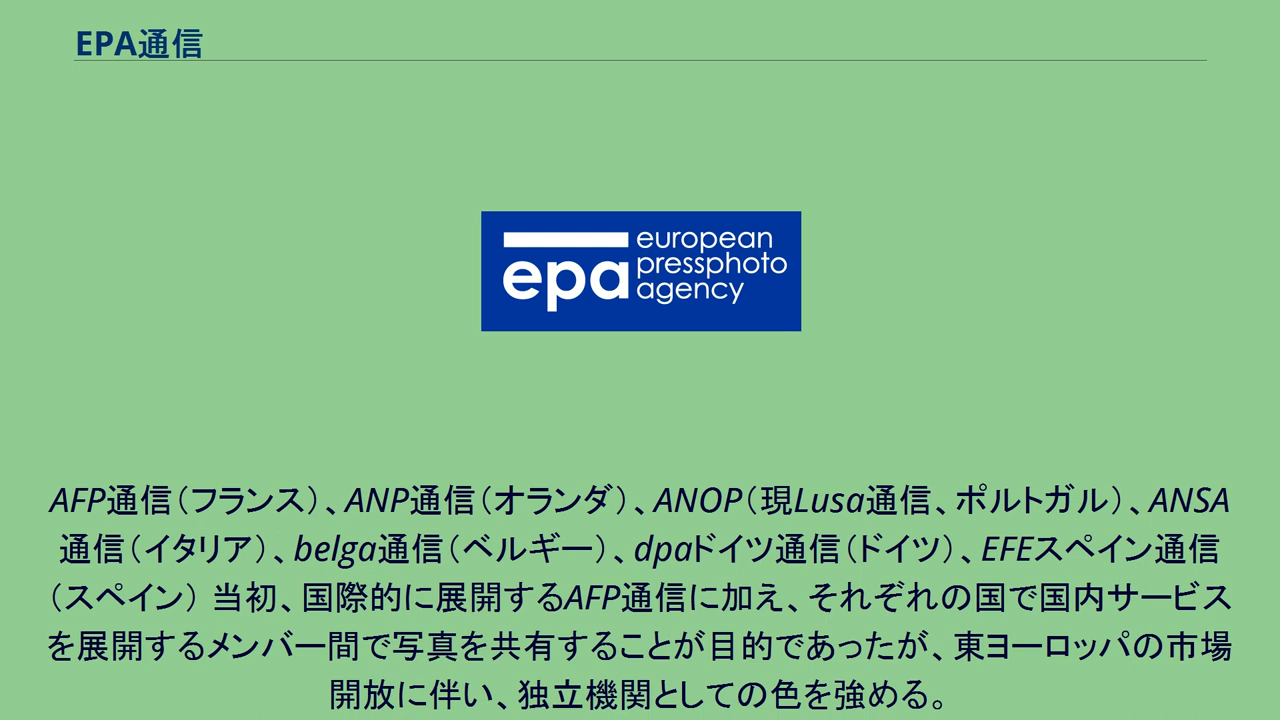 EPA通信
epa
european
pressphoto
agency
AFP通信（フランス）、ANP通信（オランダ）、ANOP（現Lusa通信、ポルトガル）、ANSA
通信（イタリア）、belga通信（ベルギー）、dpaドイツ通信（ドイツ）、EFEスペイン通信
（スペイン） 当初、国際的に展開するAFP通信に加え、それぞれの国で国内サービス
を展開するメンバー間で写真を共有することが目的であったが、東ヨーロッパの市場
開放に伴い、独立機関としての色を強める。